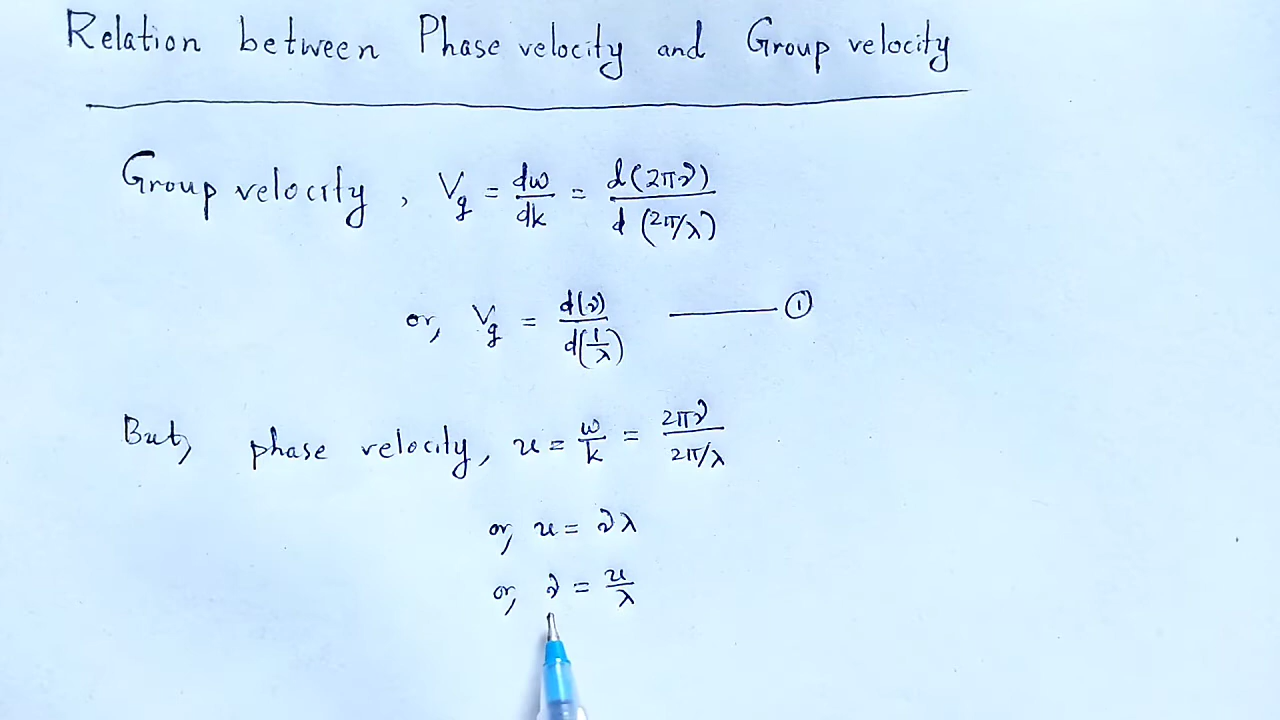 Relation between Phase velocity and Group velocity
Group velocity, Vg = dω/dk = d(2πν)/d(2π/λ)
or, Vg = d(ν)/d(1/λ) ——— ①
But, phase velocity, u = ω/k = 2πν/2π/λ
or, u = νλ
or, ν = u/λ